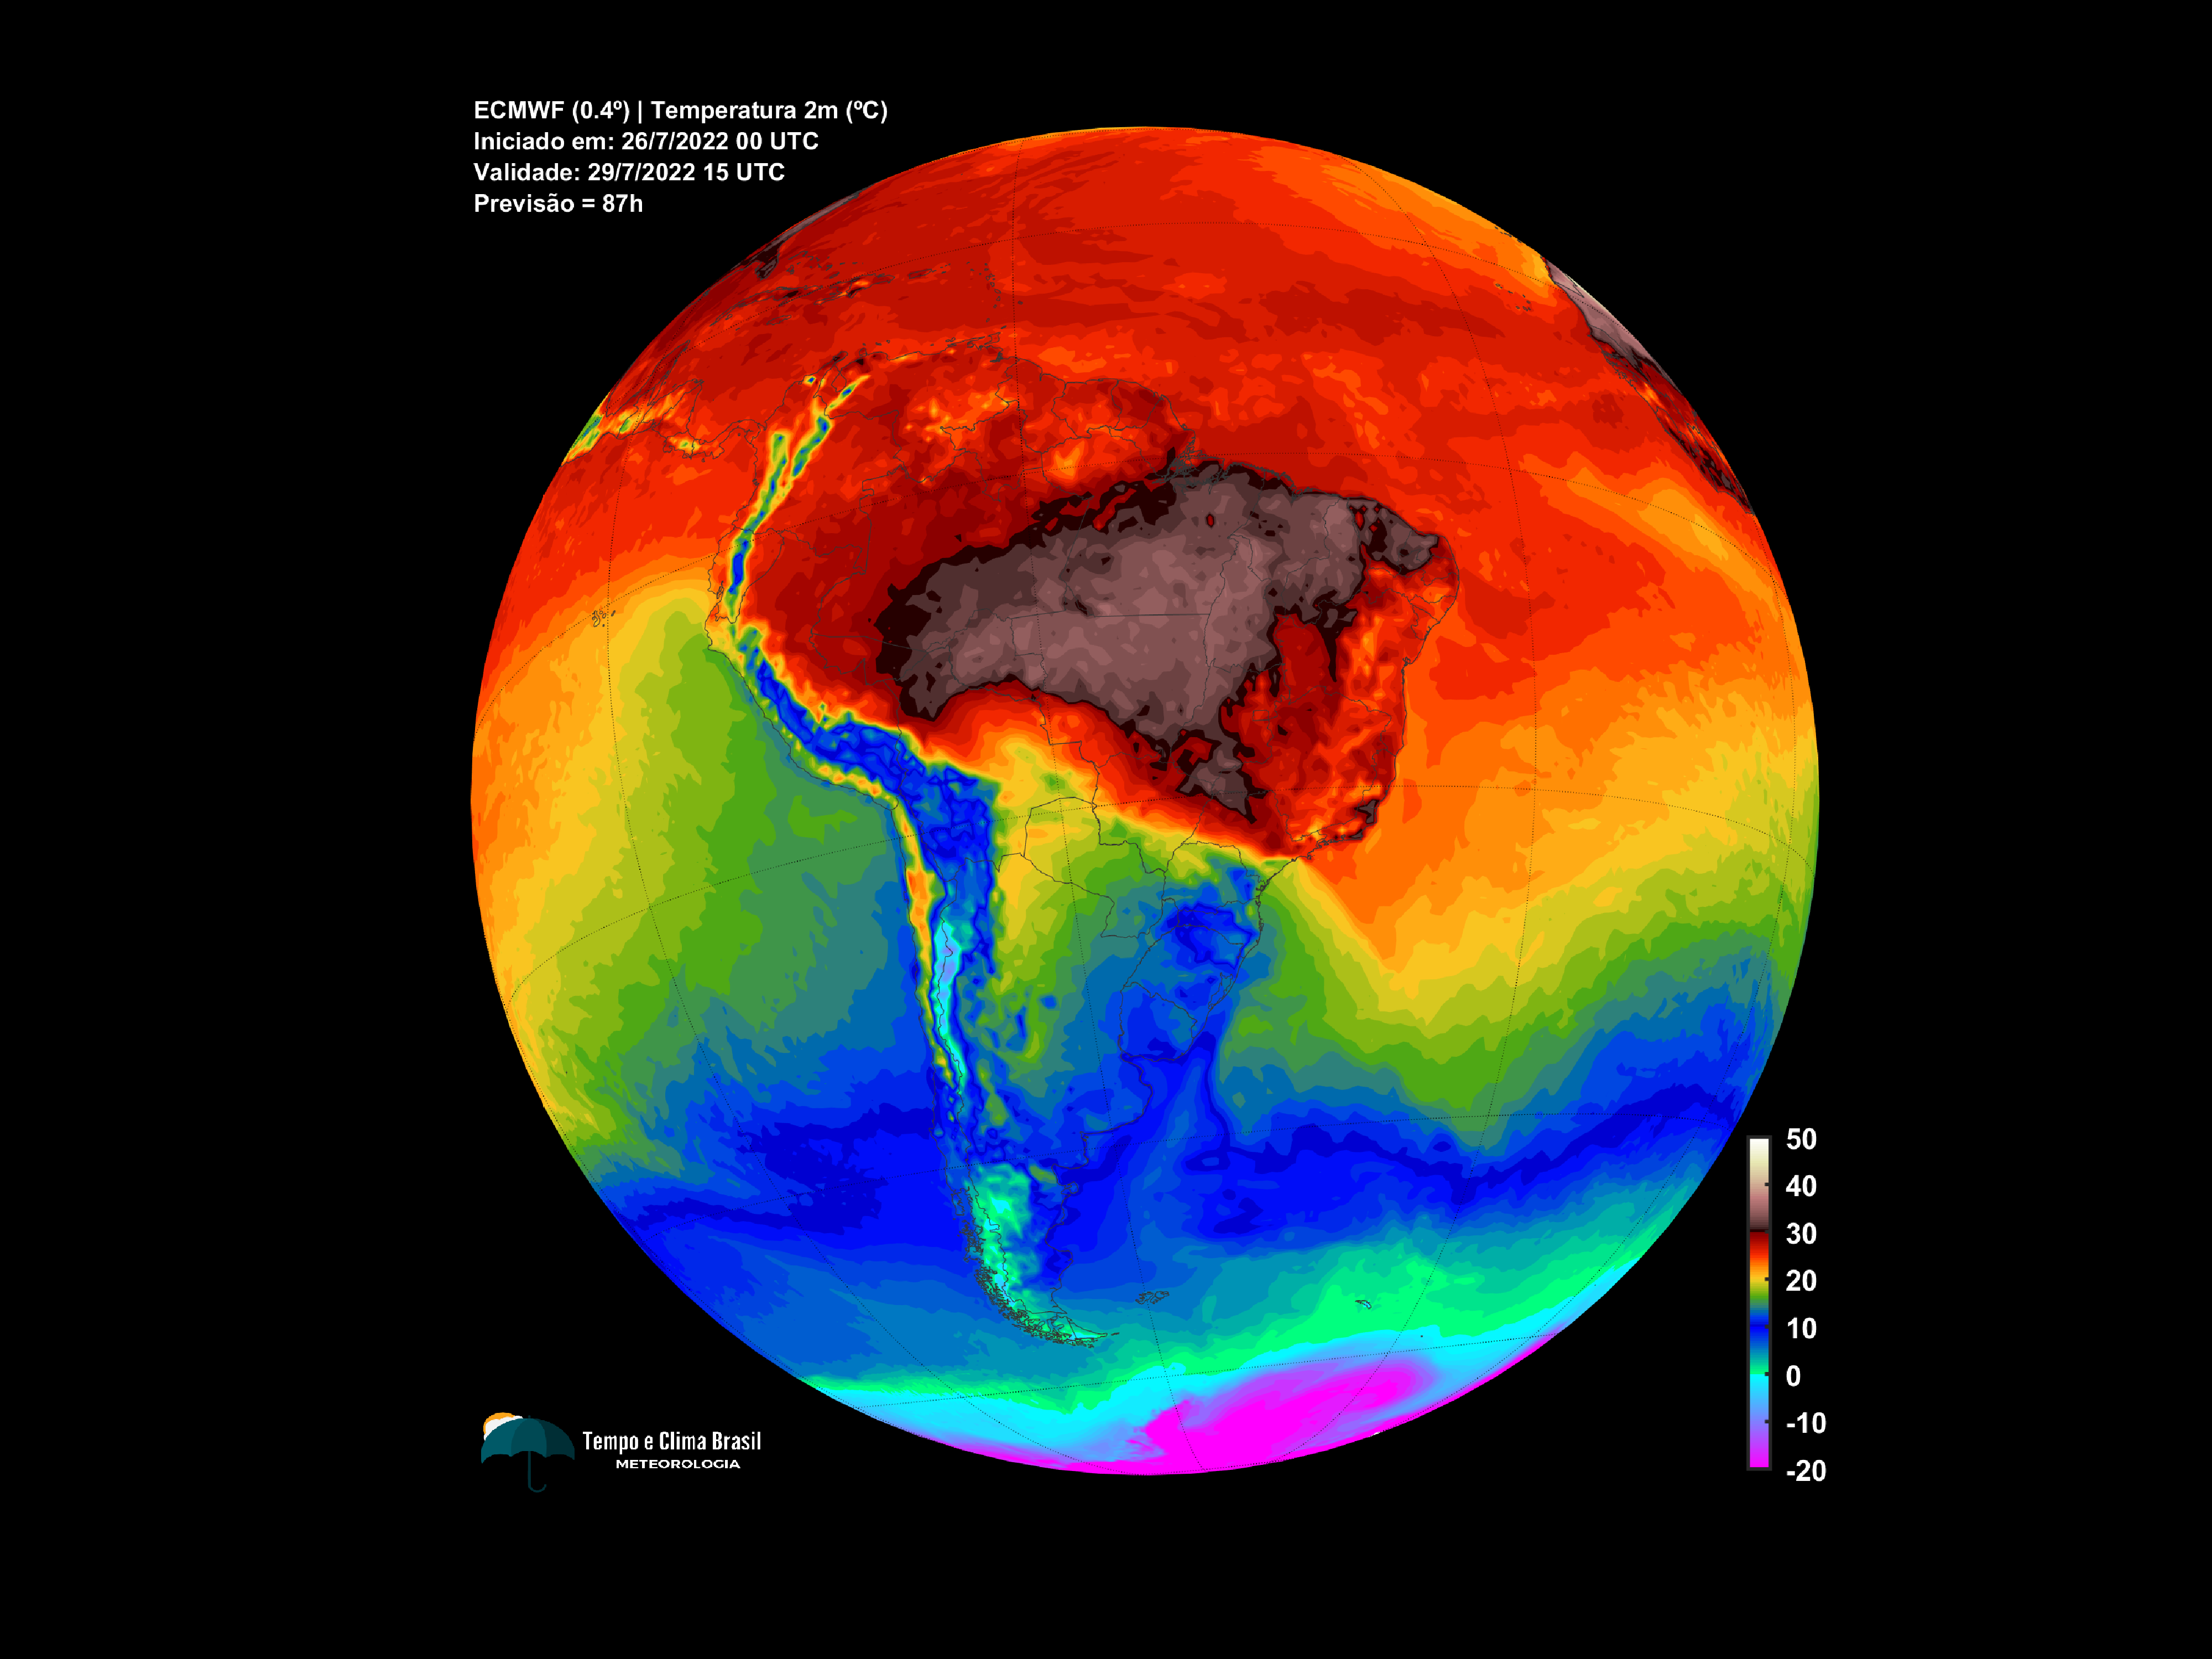 ECMWF (0.4º) | Temperatura 2m (ºC)
Iniciado em: 26/7/2022 00 UTC
Validade: 29/7/2022 15 UTC
Previsão = 87h
50
40
30
20
10
0
-10
-20
Tempo e Clima Brasil
METEOROLOGIA